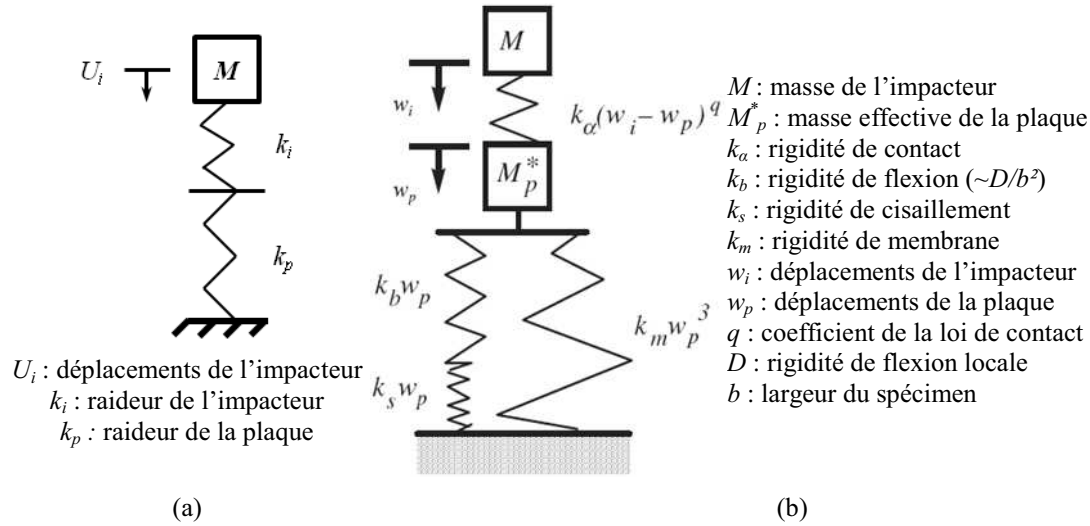 U_i
M
k_i
k_p
U_i : déplacements de l’impacteur
k_i : raideur de l’impacteur
k_p : raideur de la plaque
(a)
M
w_i
k_α(w_i – w_p)^q
w_p
M_p^*
k_b w_p
k_m w_p^3
k_s w_p
M : masse de l’impacteur
M^*_p : masse effective de la plaque
k_α : rigidité de contact
k_b : rigidité de flexion (~D/b²)
k_s : rigidité de cisaillement
k_m : rigidité de membrane
w_i : déplacements de l’impacteur
w_p : déplacements de la plaque
q : coefficient de la loi de contact
D : rigidité de flexion locale
b : largeur du spécimen
(b)